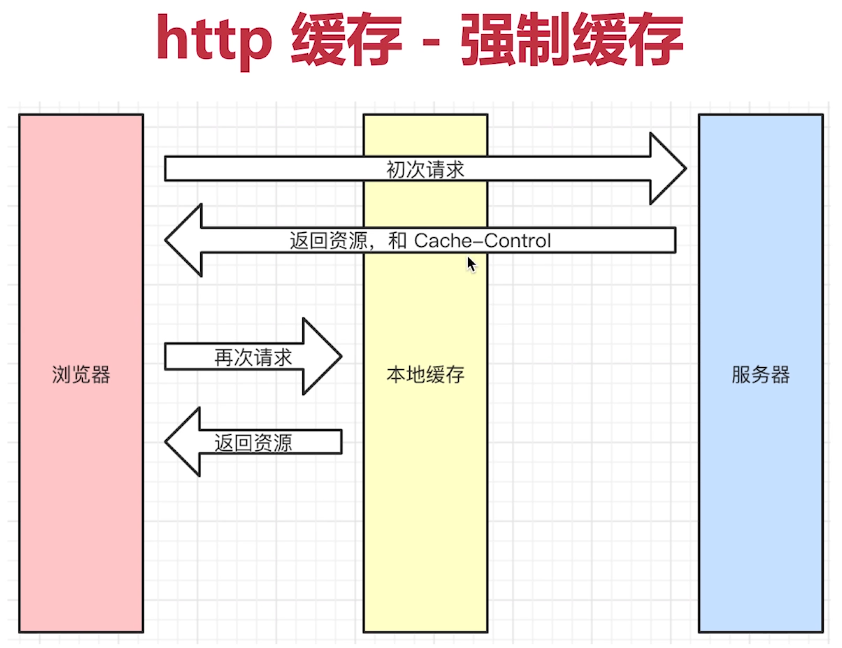 http 缓存 - 强制缓存
初次请求
返回资源，和 Cache-Control
再次请求
浏览器
本地缓存
服务器
返回资源